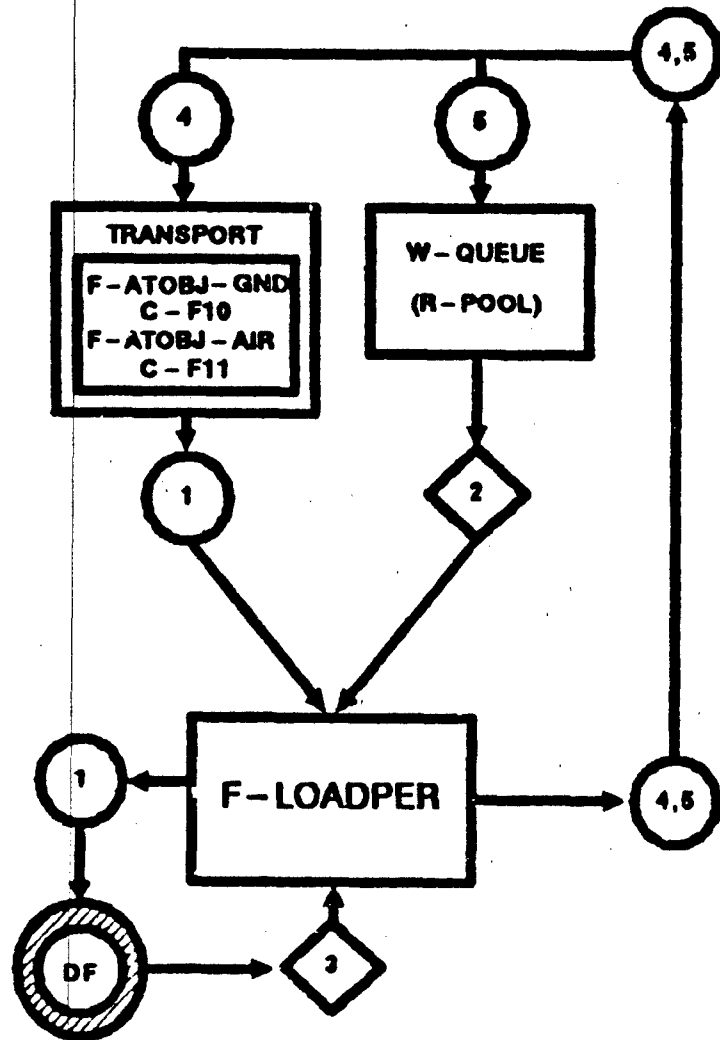 4,5
4
5
TRANSPORT
F-ATOBJ-GND
C-F10
F-ATOBJ-AIR
C-F11
W-QUEUE
(R-POOL)
1
2
1
F-LOADPER
4,5
DF
3